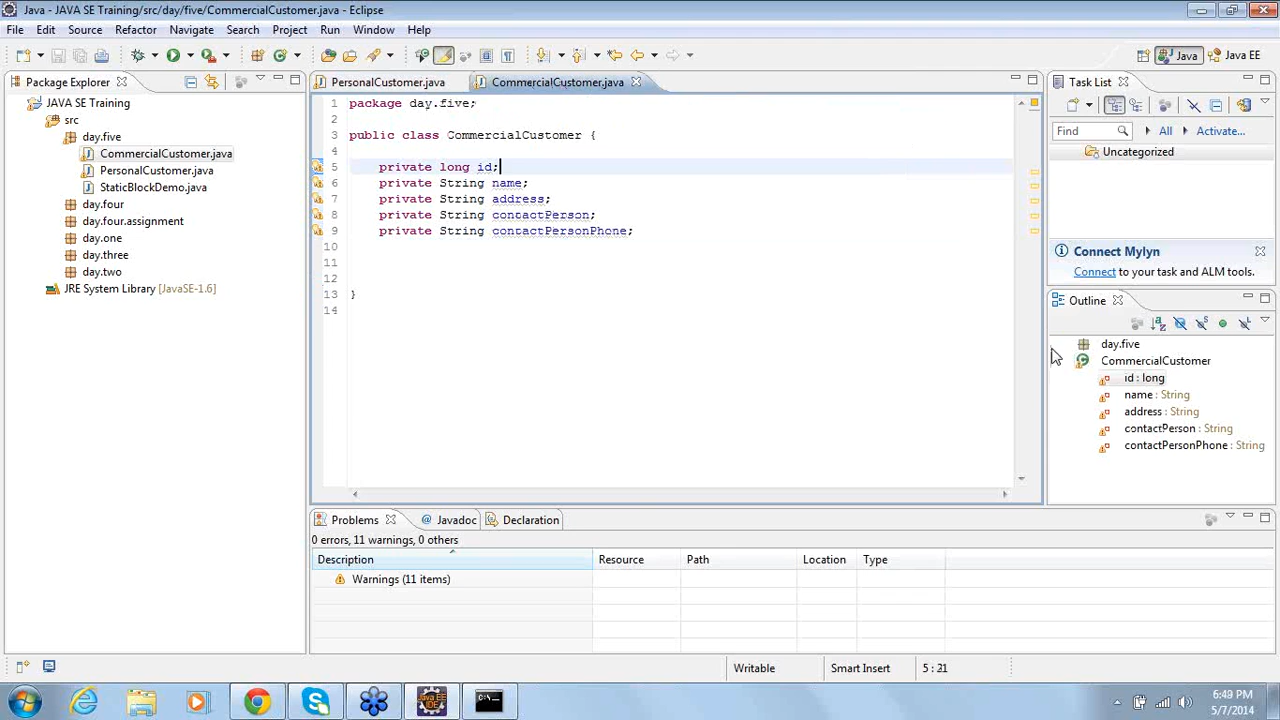 Java - JAVA SE Training/src/day/five/CommercialCustomer.java - Eclipse
File Edit Source Refactor Navigate Search Project Run Window Help
Java Java EE
Package Explorer
JAVA SE Training
src
day.five
CommercialCustomer.java
PersonalCustomer.java
StaticBlockDemo.java
day.four
day.four.assignment
day.one
day.three
day.two
JRE System Library [JavaSE-1.6]
PersonalCustomer.java CommercialCustomer.java
1 package day.five;
2
3 public class CommercialCustomer {
4
5 private long id;
6 private String name;
7 private String address;
8 private String contactPerson;
9 private String contactPersonPhone;
10
11
12
13 }
14
Task List
Find All Activate...
Uncategorized
Connect Mylyn
Connect to your task and ALM tools.
Outline
day.five
CommercialCustomer
id : long
name : String
address : String
contactPerson : String
contactPersonPhone : String
Problems @ Javadoc Declaration
0 errors, 11 warnings, 0 others
Description Resource Path Location Type
Warnings (11 items)
Writable Smart Insert 5 : 21
Java EE IDE
6:49 PM
5/7/2014